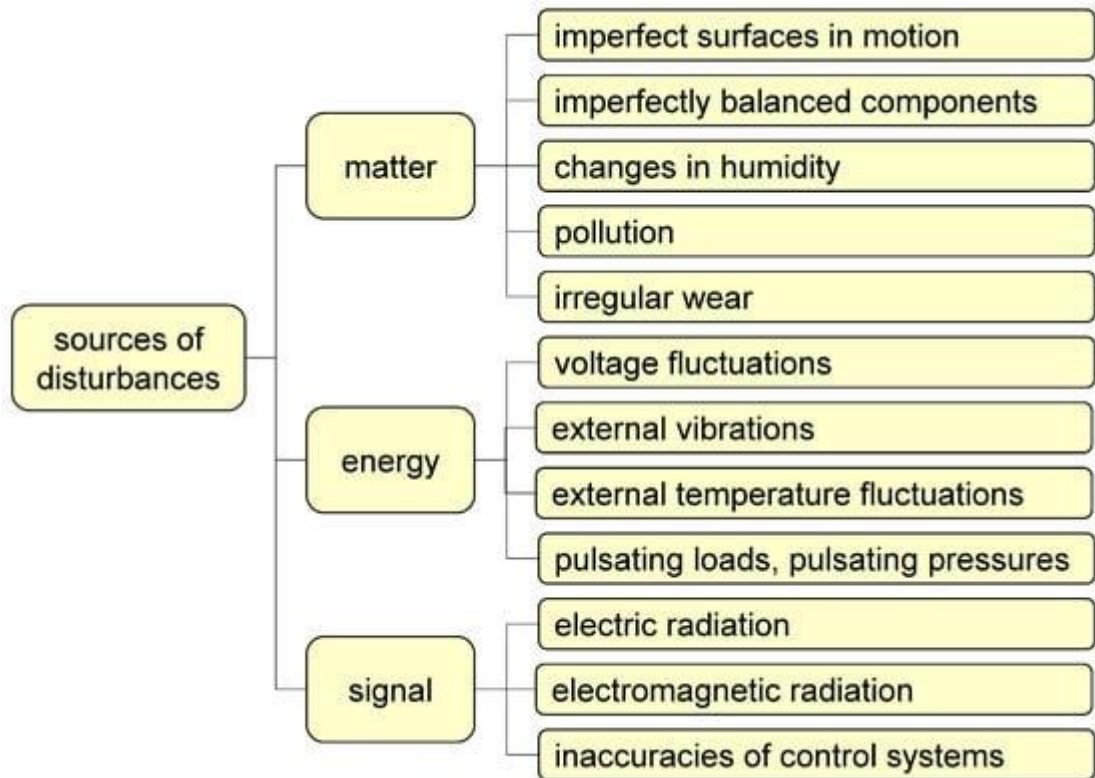 imperfect surfaces in motion
imperfectly balanced components
matter
changes in humidity
pollution
irregular wear
sources of
disturbances
voltage fluctuations
external vibrations
energy
external temperature fluctuations
pulsating loads, pulsating pressures
electric radiation
signal
electromagnetic radiation
inaccuracies of control systems